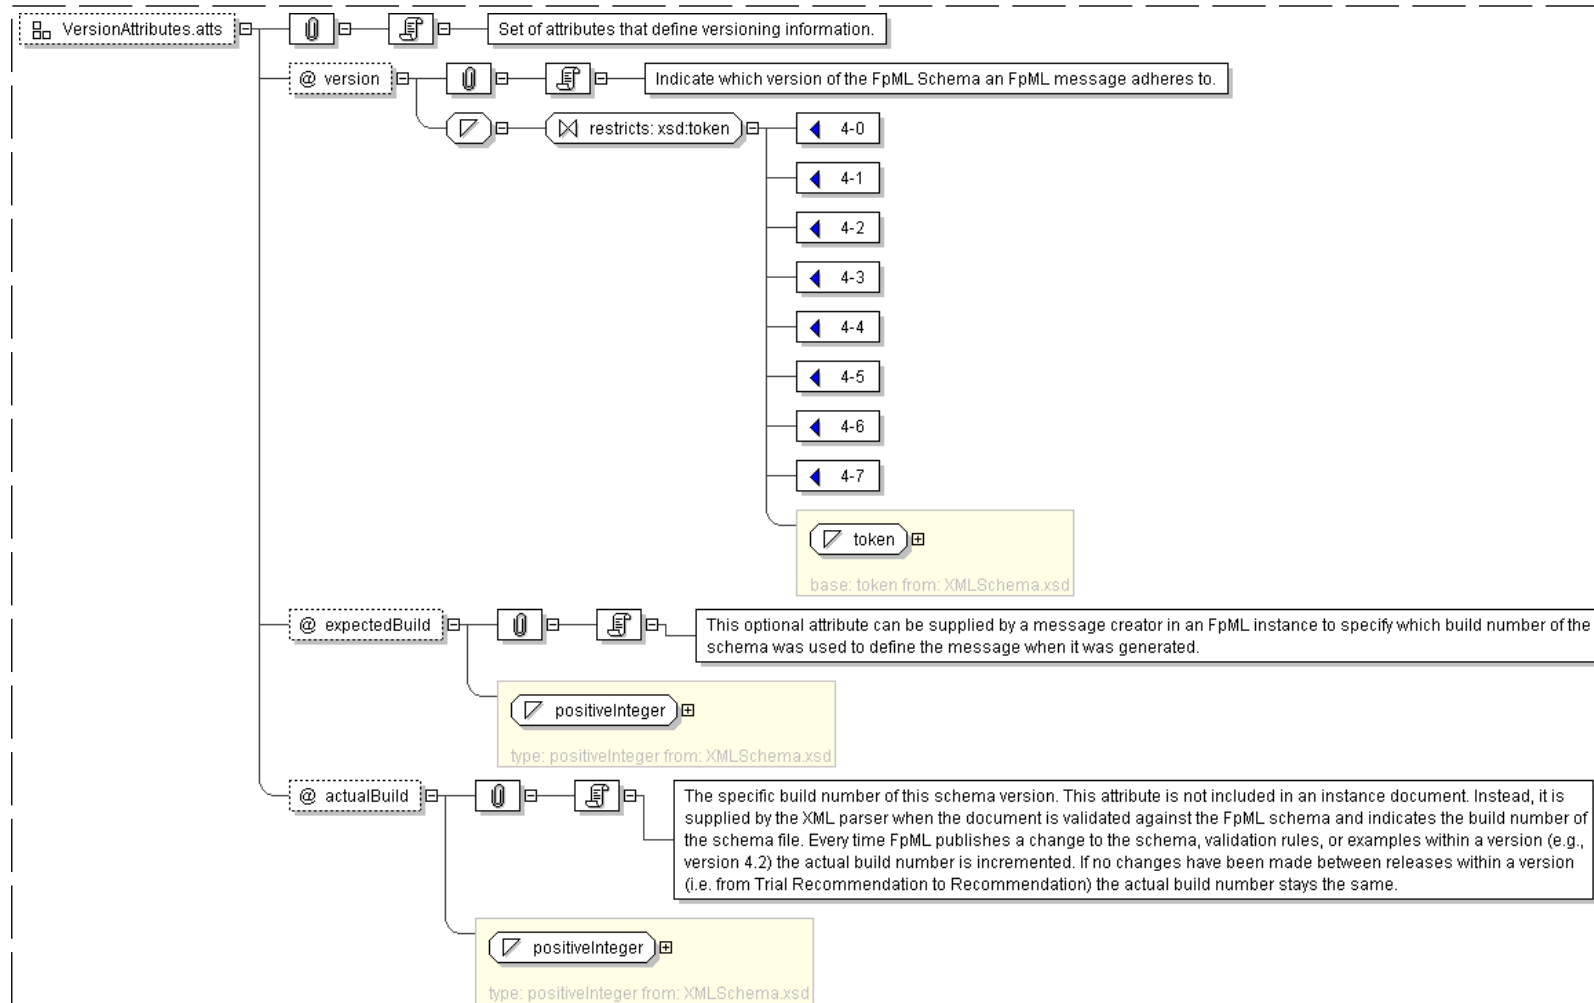 VersionAttributes.atts
Set of attributes that define versioning information.
@ version
Indicate which version of the FpML Schema an FpML message adheres to.
restricts: xsd:token
4-0
4-1
4-2
4-3
4-4
4-5
4-6
4-7
token
base: token from: XMLSchema.xsd
@ expectedBuild
This optional attribute can be supplied by a message creator in an FpML instance to specify which build number of the
schema was used to define the message when it was generated.
positiveInteger
type: positiveInteger from: XMLSchema.xsd
@ actualBuild
The specific build number of this schema version. This attribute is not included in an instance document. Instead, it is
supplied by the XML parser when the document is validated against the FpML schema and indicates the build number of
the schema file. Every time FpML publishes a change to the schema, validation rules, or examples within a version (e.g.,
version 4.2) the actual build number is incremented. If no changes have been made between releases within a version
(i.e. from Trial Recommendation to Recommendation) the actual build number stays the same.
positiveInteger
type: positiveInteger from: XMLSchema.xsd